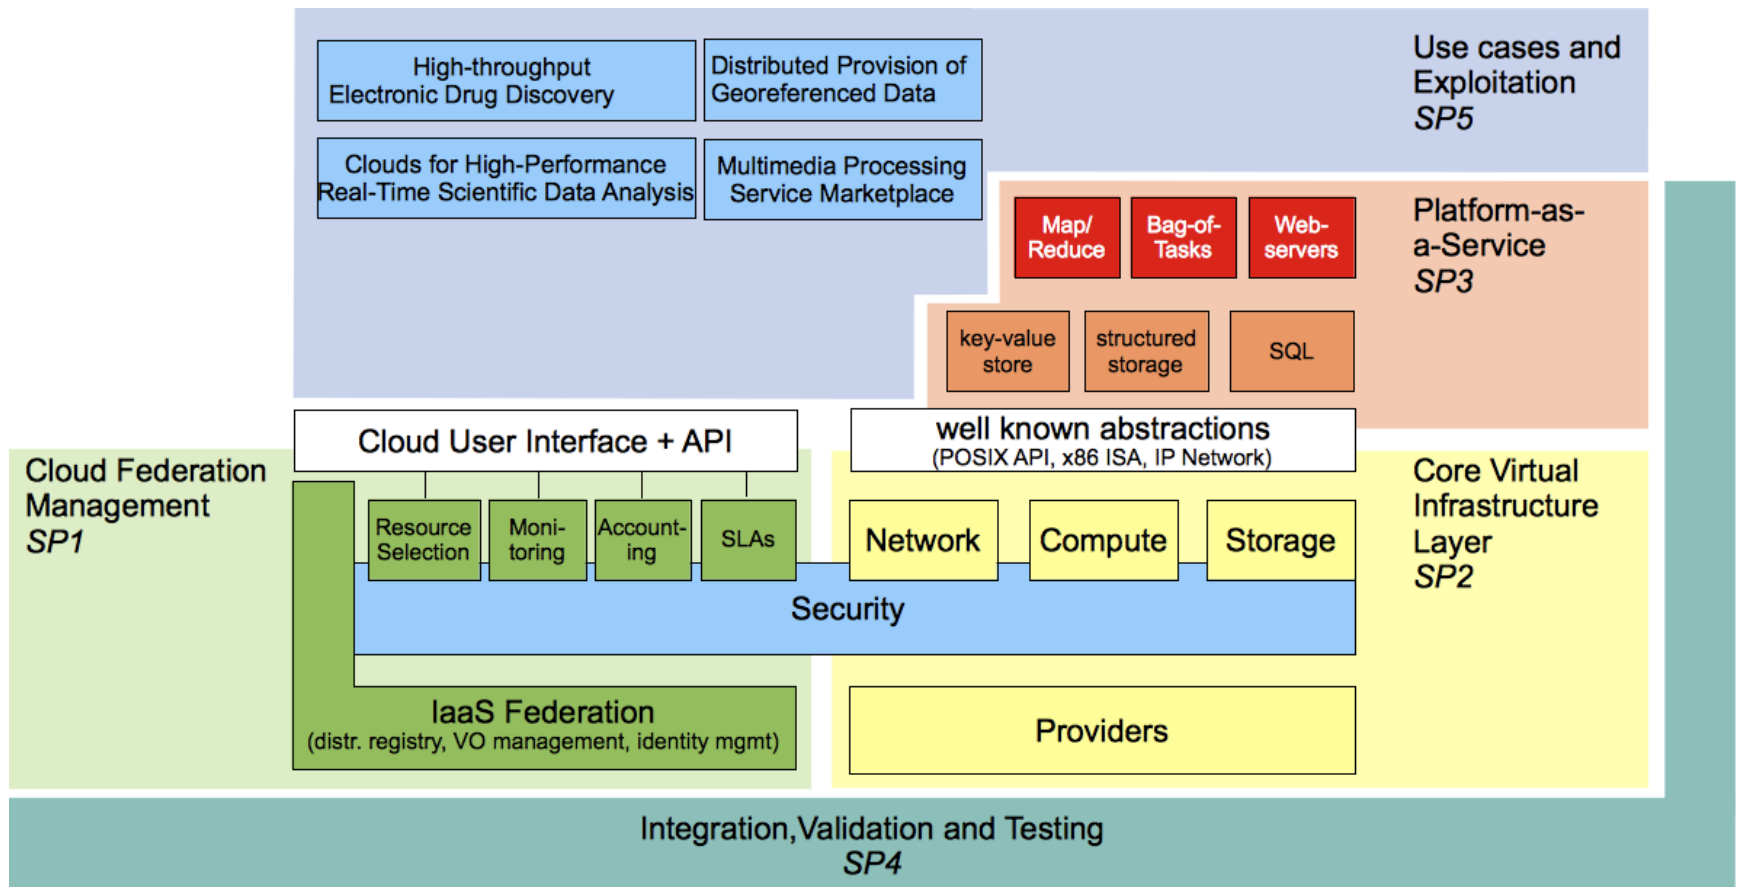 High-throughput
Electronic Drug Discovery
Distributed Provision of
Georeferenced Data
Use cases and
Exploitation
SP5
Clouds for High-Performance
Real-Time Scientific Data Analysis
Multimedia Processing
Service Marketplace
Map/
Reduce
Bag-of-
Tasks
Web-
servers
Platform-as-
a-Service
SP3
key-value
store
structured
storage
SQL
Cloud User Interface + API
well known abstractions
(POSIX API, x86 ISA, IP Network)
Cloud Federation
Management
SP1
Resource
Selection
Moni-
toring
Account-
ing
SLAs
Network
Compute
Storage
Core Virtual
Infrastructure
Layer
SP2
Security
IaaS Federation
(distr. registry, VO management, identity mgmt)
Providers
Integration,Validation and Testing
SP4